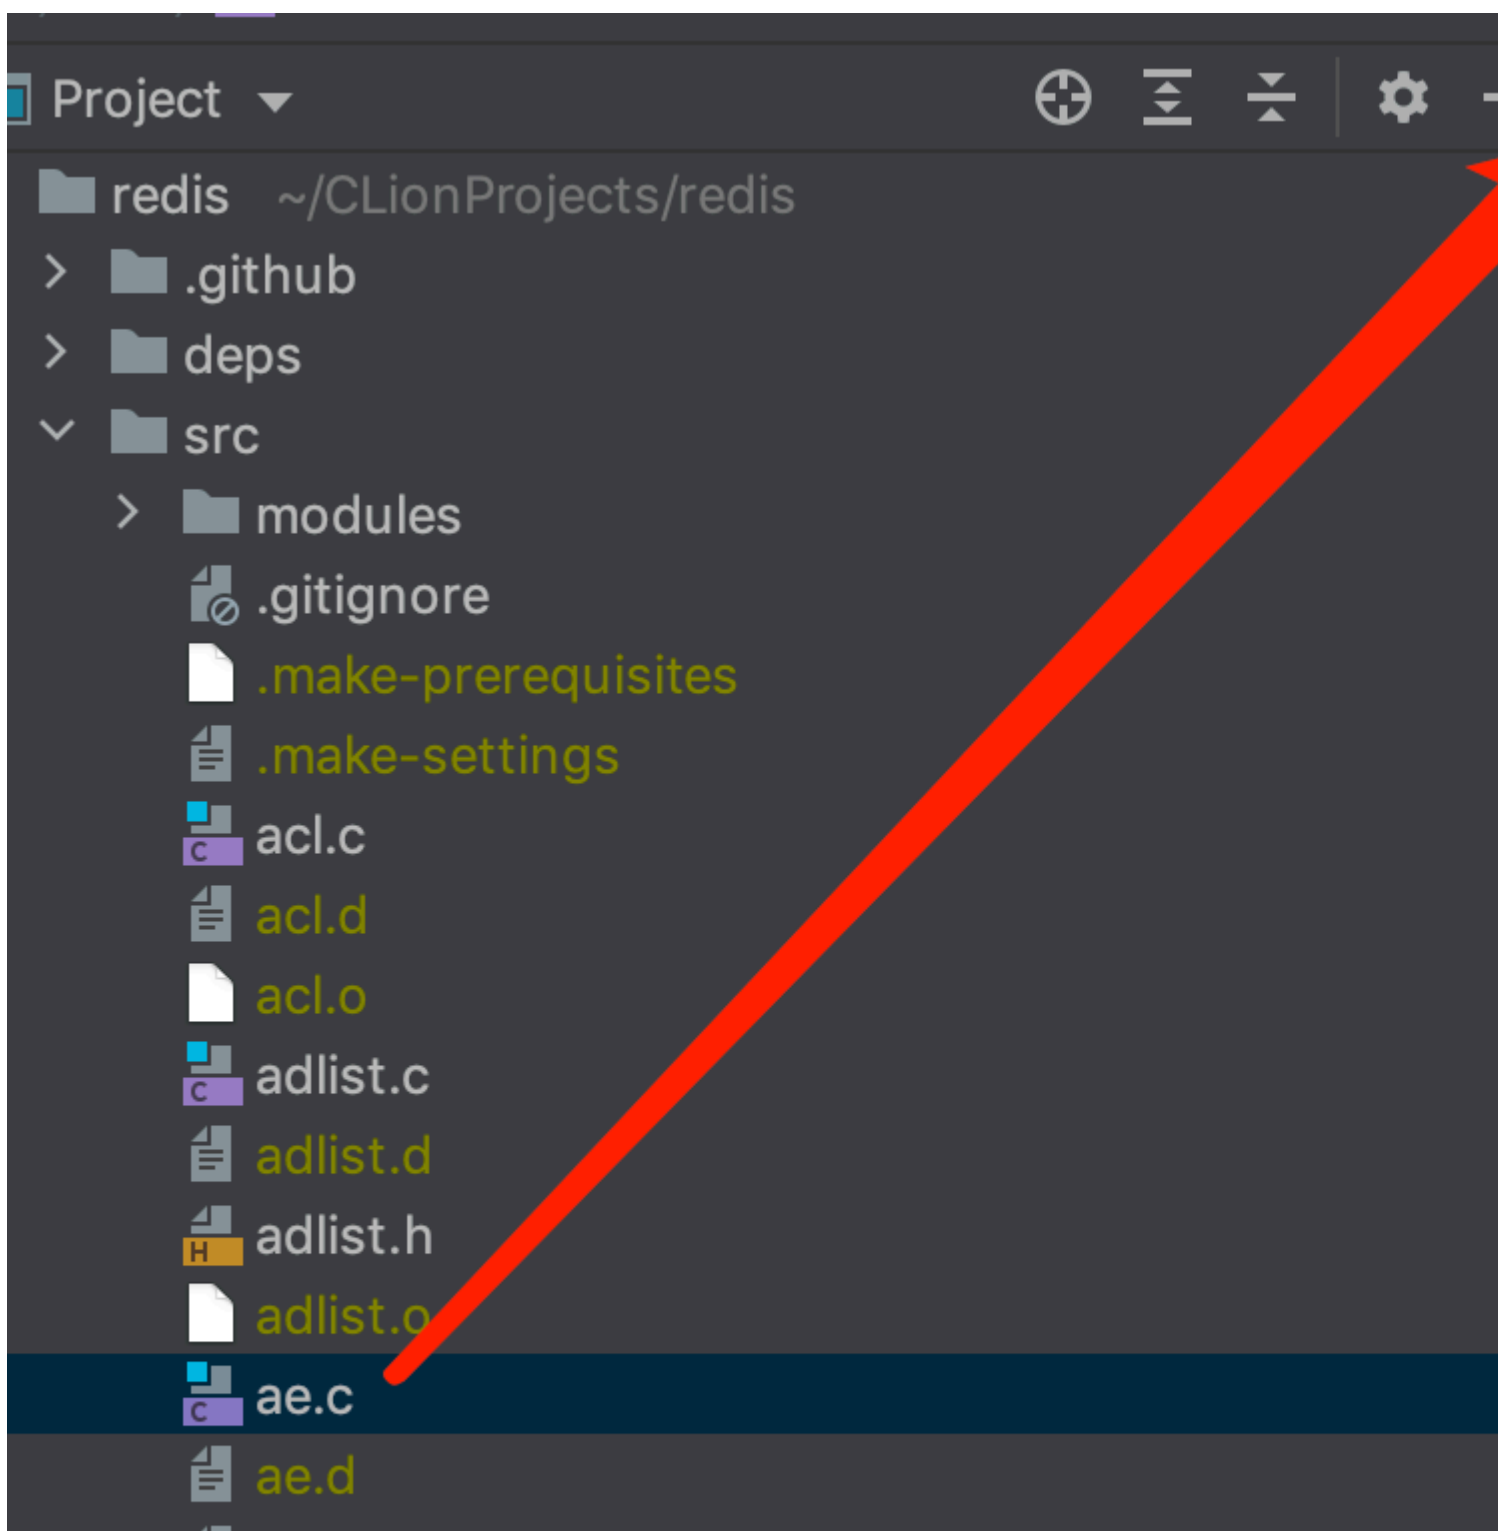 Project
redis ~/CLionProjects/redis
.github
deps
src
modules
.gitignore
.make-prerequisites
.make-settings
C acl.c
acl.d
acl.o
C adlist.c
adlist.d
H adlist.h
adlist.o
C ae.c
ae.d